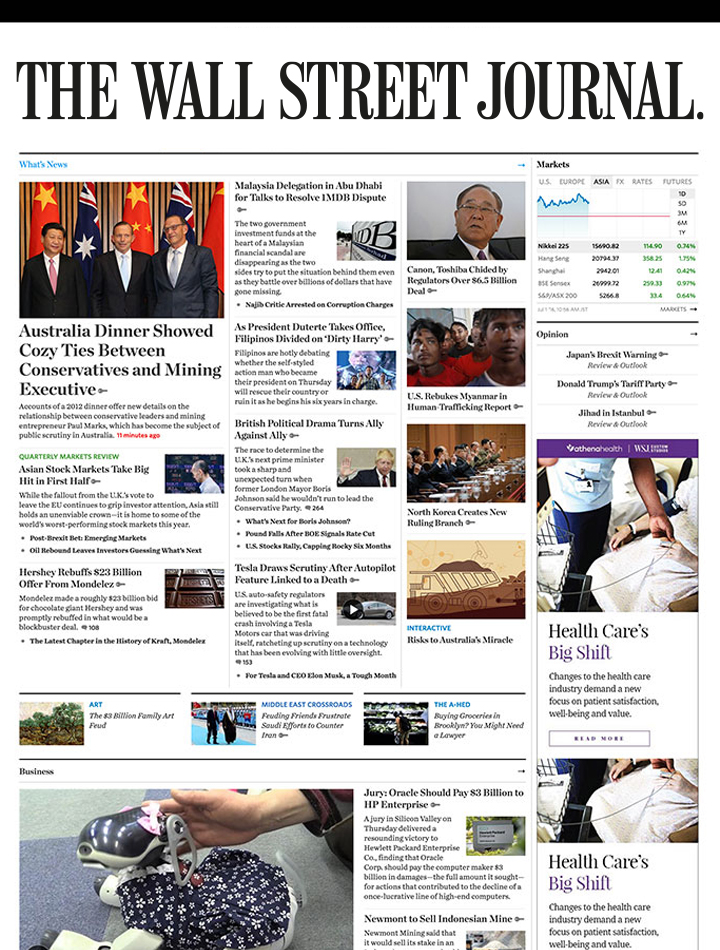 THE WALL STREET JOURNAL.
What's News →
Australia Dinner Showed
Cozy Ties Between
Conservatives and Mining
Executive
Accounts of a 2012 dinner offer new details on the
relationship between conservative leaders and mining
entrepreneur Paul Marks, which has become the subject of
public scrutiny in Australia. 11 minutes ago
QUARTERLY MARKETS REVIEW
Asian Stock Markets Take Big
Hit in First Half
While the fallout from the U.K.'s vote to
leave the EU continues to grip investor attention, Asia still
holds an unenviable crown—it is home to some of the
world's worst-performing stock markets this year.
Post-Brexit Bet: Emerging Markets
Oil Rebound Leaves Investors Guessing What's Next
Hershey Rebuffs $23 Billion
Offer From Mondelez
Mondelez made a roughly $23 billion bid
for chocolate giant Hershey and was
promptly rebuffed in what would be a
blockbuster deal. 108
The Latest Chapter in the History of Kraft, Mondelez
Malaysia Delegation in Abu Dhabi
for Talks to Resolve 1MDB Dispute
The two government
investment funds at the
heart of a Malaysian
financial scandal are
disappearing as the two
sides try to put the situation behind them even
as they battle over billions of dollars that have
gone missing.
Najib Critic Arrested on Corruption Charges
As President Duterte Takes Office,
Filipinos Divided on 'Dirty Harry'
Filipinos are hotly debating
whether the self-styled
action man who became
their president on Thursday
will rescue their country or
ruin it as he begins his six years in charge.
British Political Drama Turns Ally
Against Ally
The race to determine the
U.K.'s next prime minister
took a sharp and
unexpected turn when
former London Mayor Boris
Johnson said he wouldn't run to lead the
Conservative Party. 264
What's Next for Boris Johnson?
Pound Falls After BOE Signals Rate Cut
U.S. Stocks Rally, Capping Rocky Six Months
Tesla Draws Scrutiny After Autopilot
Feature Linked to a Death
U.S. auto-safety regulators
are investigating what is
believed to be the first fatal
crash involving a Tesla
Motors car that was driving
itself, ratcheting up scrutiny on a technology
that has been evolving with little oversight.
153
For Tesla and CEO Elon Musk, a Tough Month
Canon, Toshiba Chided by
Regulators Over $6.5 Billion
Deal
U.S. Rebukes Myanmar in
Human-Trafficking Report
North Korea Creates New
Ruling Branch
INTERACTIVE
Risks to Australia's Miracle
Markets
U.S. EUROPE ASIA FX RATES FUTURES
1D
5D
3M
6M
1Y
Nikkei 225 15690.82 114.90 0.74%
Hang Seng 20794.37 358.25 1.75%
Shanghai 2942.01 12.41 0.42%
BSE Sensex 26999.72 259.33 0.97%
S&P/ASX 200 5266.8 33.4 0.64%
MARKETS →
Opinion →
Japan's Brexit Warning
Review & Outlook
Donald Trump's Tariff Party
Review & Outlook
Jihad in Istanbul
Review & Outlook
athenahealth | WSJ CUSTOM STUDIOS
Health Care's
Big Shift
Changes to the health care
industry demand a new
focus on patient satisfaction,
well-being and value.
READ MORE
Health Care's
Big Shift
Changes to the health care
industry demand a new
focus on patient satisfaction,
well-being and value.
ART
The $3 Billion Family Art
Feud
MIDDLE EAST CROSSROADS
Feuding Friends Frustrate
Saudi Efforts to Counter
Iran
THE A-HED
Buying Groceries in
Brooklyn? You Might Need
a Lawyer
Business →
Jury: Oracle Should Pay $3 Billion to
HP Enterprise
A jury in Silicon Valley on
Thursday delivered a
resounding victory to
Hewlett Packard Enterprise
Co., finding that Oracle
Corp. should pay the computer maker $3
billion in damages—the full amount it sought—
for actions that contributed to the decline of a
once-lucrative line of high-end computers.
Newmont to Sell Indonesian Mine
Newmont Mining said that
it would sell its stake in an